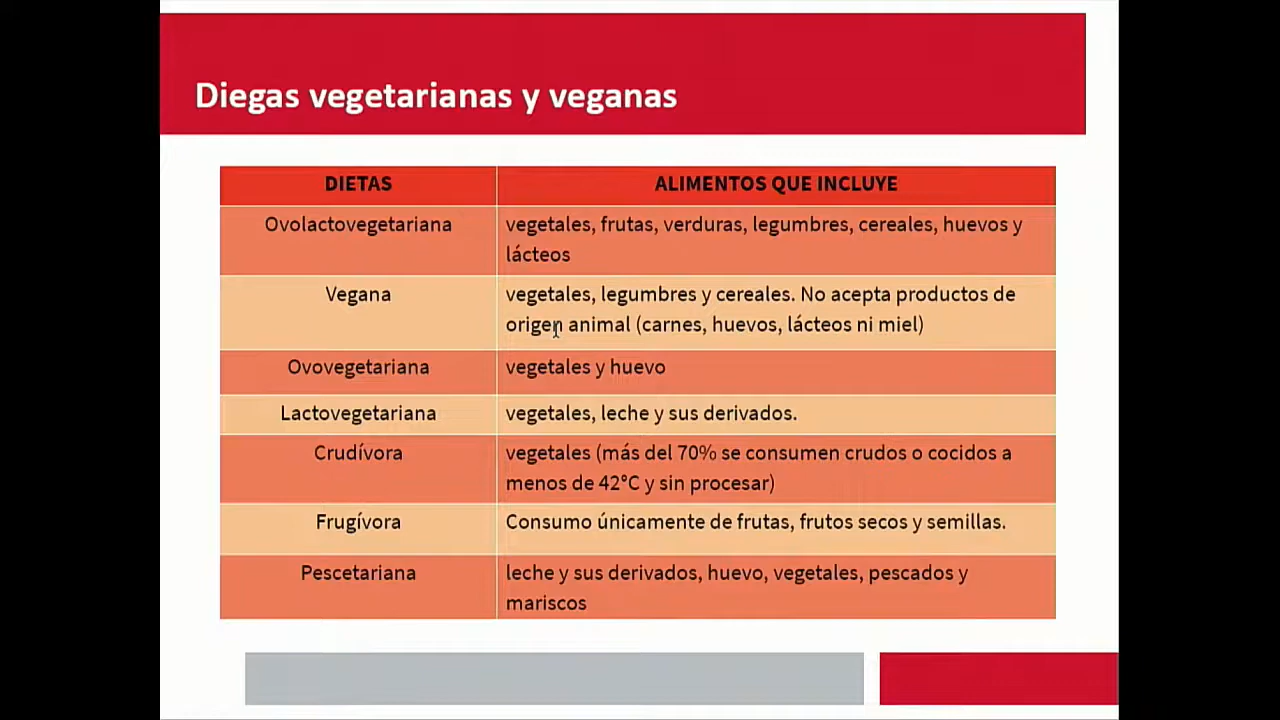 Diegas vegetarianas y veganas
DIETAS
ALIMENTOS QUE INCLUYE
Ovolactovegetariana
vegetales, frutas, verduras, legumbres, cereales, huevos y
lácteos
Vegana
vegetales, legumbres y cereales. No acepta productos de
origen animal (carnes, huevos, lácteos ni miel)
Ovovegetariana
vegetales y huevo
Lactovegetariana
vegetales, leche y sus derivados.
Crudívora
vegetales (más del 70% se consumen crudos o cocidos a
menos de 42°C y sin procesar)
Frugívora
Consumo únicamente de frutas, frutos secos y semillas.
Pescetariana
leche y sus derivados, huevo, vegetales, pescados y
mariscos